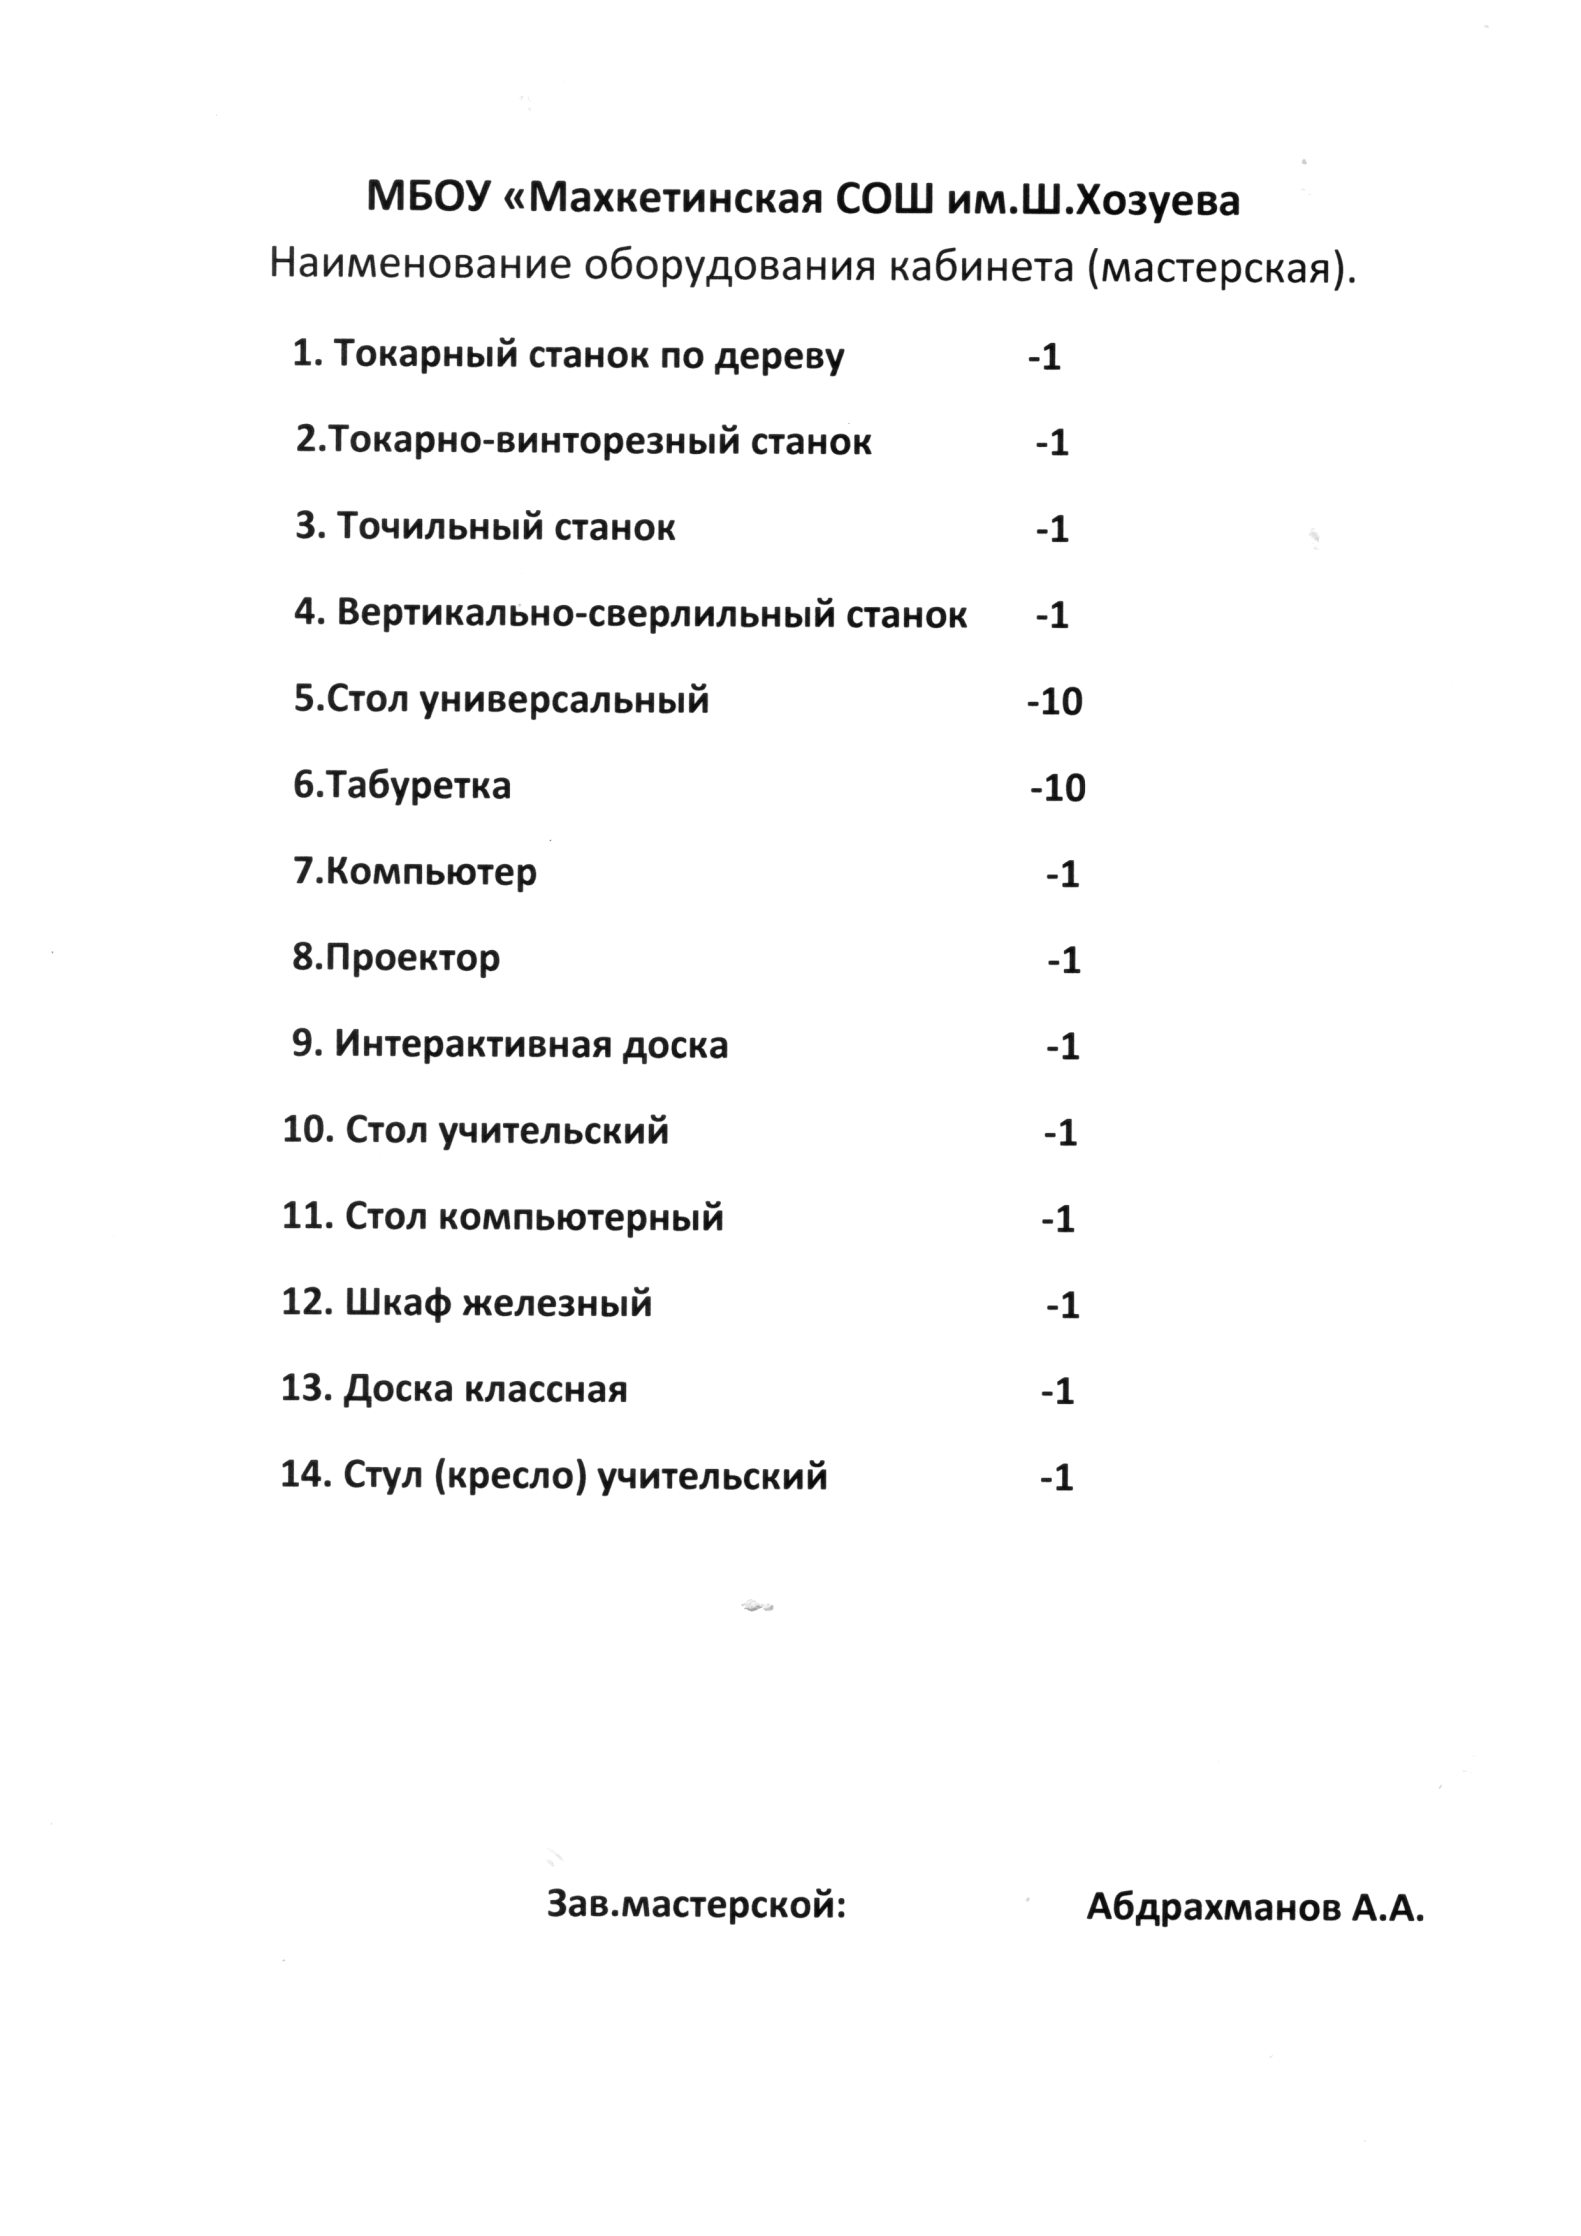 МБОУ «Махкетинская СОШ им.Ш.Хозуева
Наименование оборудования кабинета (мастерская).
1. Токарный станок по дереву -1
2.Токарно-винторезный станок -1
3. Точильный станок -1
4. Вертикально-сверлильный станок -1
5.Стол универсальный -10
6.Табуретка -10
7.Компьютер -1
8.Проектор -1
9. Интерактивная доска -1
10. Стол учительский -1
11. Стол компьютерный -1
12. Шкаф железный -1
13. Доска классная -1
14. Стул (кресло) учительский -1
Зав.мастерской: Абдрахманов А.А.